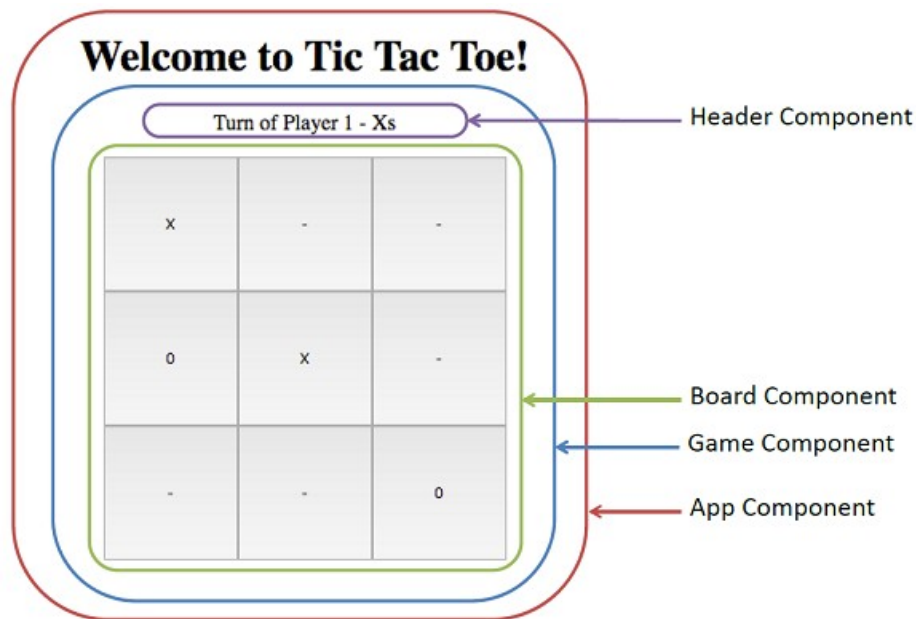 Welcome to Tic Tac Toe!
Turn of Player 1 - Xs
Header Component
X - -
0 X -
Board Component
Game Component
- - 0
App Component